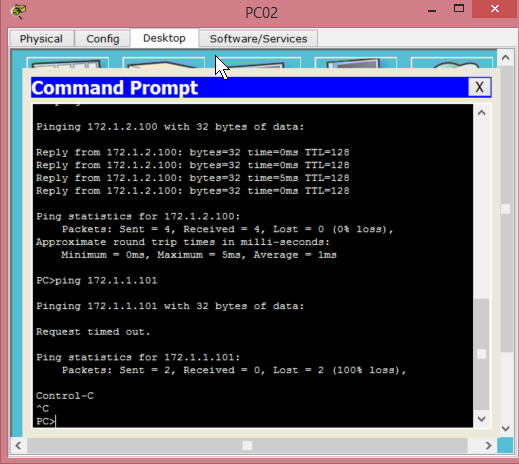 PC02
Physical Config Desktop Software/Services
Command Prompt X
Pinging 172.1.2.100 with 32 bytes of data:
Reply from 172.1.2.100: bytes=32 time=0ms TTL=128
Reply from 172.1.2.100: bytes=32 time=0ms TTL=128
Reply from 172.1.2.100: bytes=32 time=5ms TTL=128
Reply from 172.1.2.100: bytes=32 time=0ms TTL=128
Ping statistics for 172.1.2.100:
Packets: Sent = 4, Received = 4, Lost = 0 (0% loss),
Approximate round trip times in milli-seconds:
Minimum = 0ms, Maximum = 5ms, Average = 1ms
PC>ping 172.1.1.101
Pinging 172.1.1.101 with 32 bytes of data:
Request timed out.
Ping statistics for 172.1.1.101:
Packets: Sent = 2, Received = 0, Lost = 2 (100% loss),
Control-C
^C
PC>